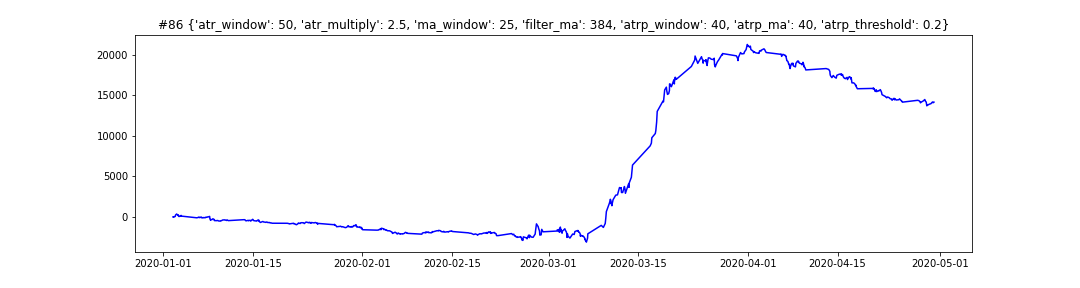 #86 {'atr_window': 50, 'atr_multiply': 2.5, 'ma_window': 25, 'filter_ma': 384, 'atrp_window': 40, 'atrp_ma': 40, 'atrp_threshold': 0.2}
20000
15000
10000
5000
0
2020-01-01 2020-01-15 2020-02-01 2020-02-15 2020-03-01 2020-03-15 2020-04-01 2020-04-15 2020-05-01